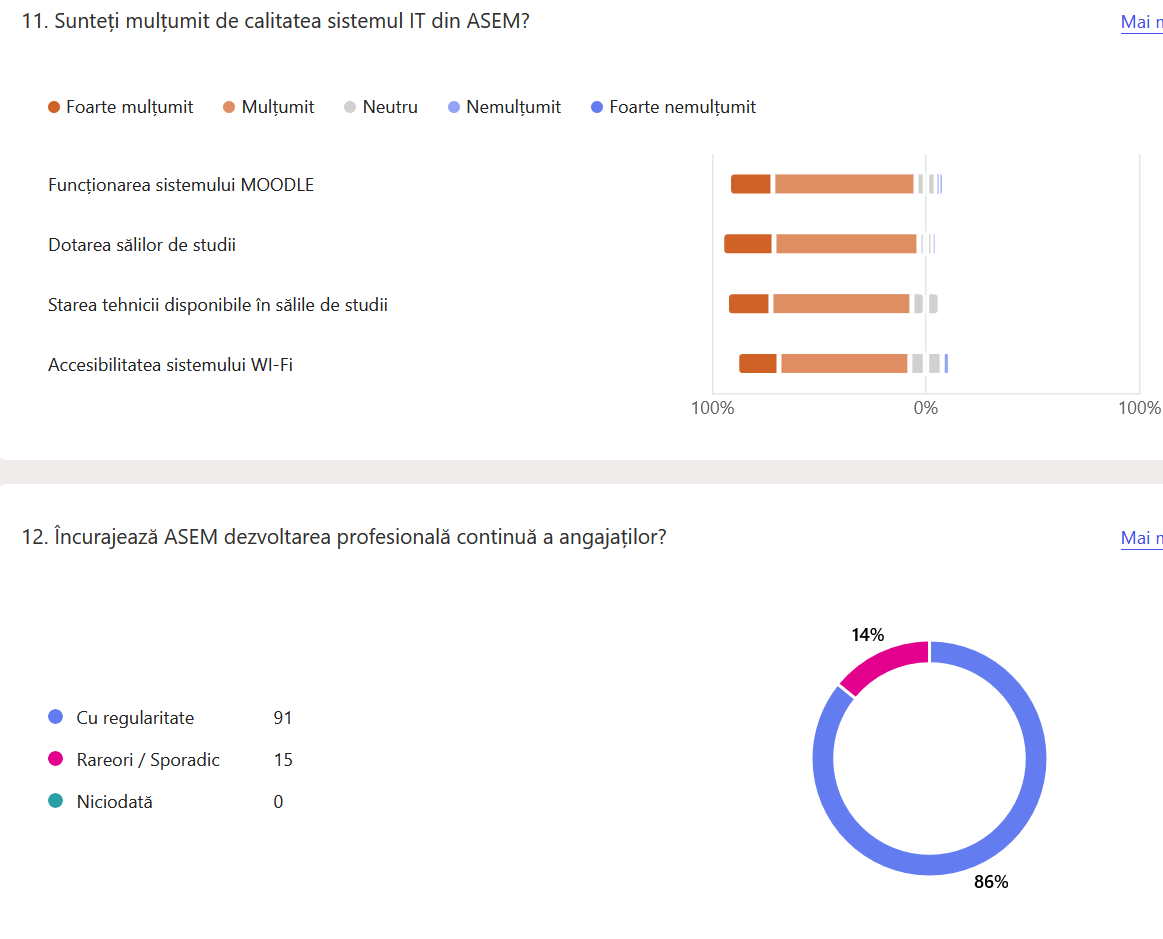 11. Sunteți mulțumit de calitatea sistemul IT din ASEM?
Mai
Foarte mulțumit Mulțumit Neutru Nemulțumit Foarte nemulțumit
Funcționarea sistemului MOODLE
Dotarea sălilor de studii
Starea tehnicii disponibile în sălile de studii
Accesibilitatea sistemului WI-Fi
100% 0% 100%
12. Încurajează ASEM dezvoltarea profesională continuă a angajaților?
Mai
14%
Cu regularitate 91
Rareori / Sporadic 15
Niciodată 0
86%